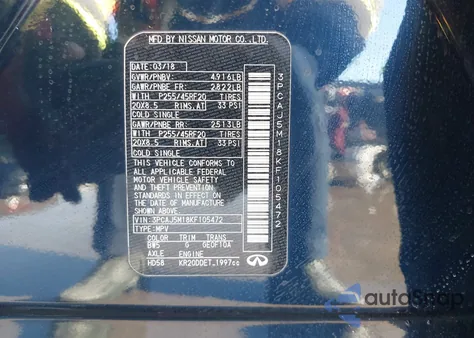 MFD BY NISSAN MOTOR CO.,LTD.
DATE: 03/18
GVWR/PNBV: 4916LB
GAWR/PNBE FR: 2822LB
WITH P255/45RF20 TIRES
20X8.5 RIMS,AT 33 PSI
COLD SINGLE
GAWR/PNBE RR: 2513LB
WITH P255/45RF20 TIRES
20X8.5 RIMS,AT 33 PSI
COLD SINGLE
THIS VEHICLE CONFORMS TO
ALL APPLICABLE FEDERAL
MOTOR VEHICLE SAFETY
AND THEFT PREVENTION
STANDARDS IN EFFECT ON
THE DATE OF MANUFACTURE
SHOWN ABOVE.
VIN: 3PCAJ5M18KF105472
TYPE: MPV
COLOR TRIM TRANS
BW5 G GE0F10A
AXLE ENGINE
HD58 KR20DDET_1997cc
3PCAJ5M18KF105472
autoSnap